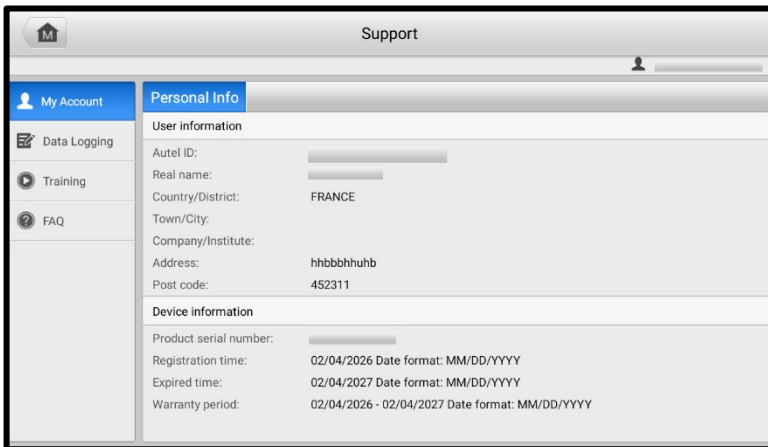 M
Support
My Account
Data Logging
Training
FAQ
Personal Info
User information
Autel ID:
Real name:
Country/District: FRANCE
Town/City:
Company/Institute:
Address: hhbbbhhuhb
Post code: 452311
Device information
Product serial number:
Registration time: 02/04/2026 Date format: MM/DD/YYYY
Expired time: 02/04/2027 Date format: MM/DD/YYYY
Warranty period: 02/04/2026 - 02/04/2027 Date format: MM/DD/YYYY